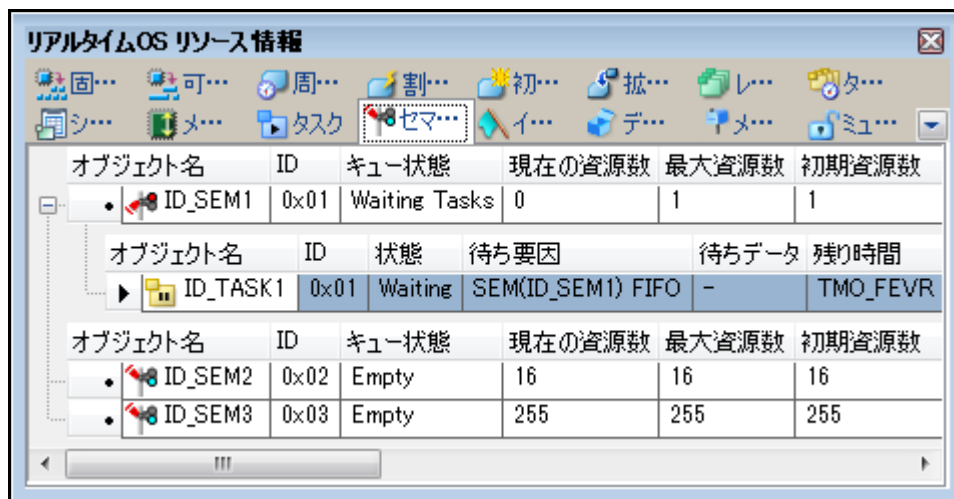 リアルタイムOS リソース情報
固… 可… 周… 割… 初… 拡… レ… タ…
シ… メ… タスク セマ… イ… デ… メ… ミュ…
オブジェクト名 ID キュー状態 現在の資源数 最大資源数 初期資源数
ID_SEM1 0x01 Waiting Tasks 0 1 1
オブジェクト名 ID 状態 待ち要因 待ちデータ 残り時間
ID_TASK1 0x01 Waiting SEM(ID_SEM1) FIFO - TMO_FEVR
オブジェクト名 ID キュー状態 現在の資源数 最大資源数 初期資源数
ID_SEM2 0x02 Empty 16 16 16
ID_SEM3 0x03 Empty 255 255 255